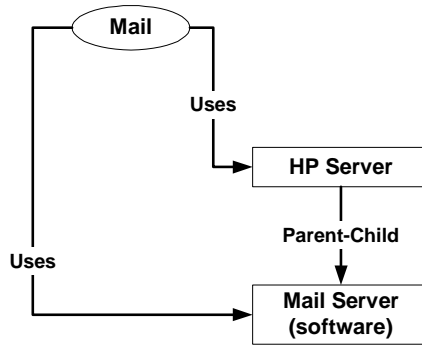 Mail
Uses
HP Server
Parent-Child
Uses
Mail Server
(software)